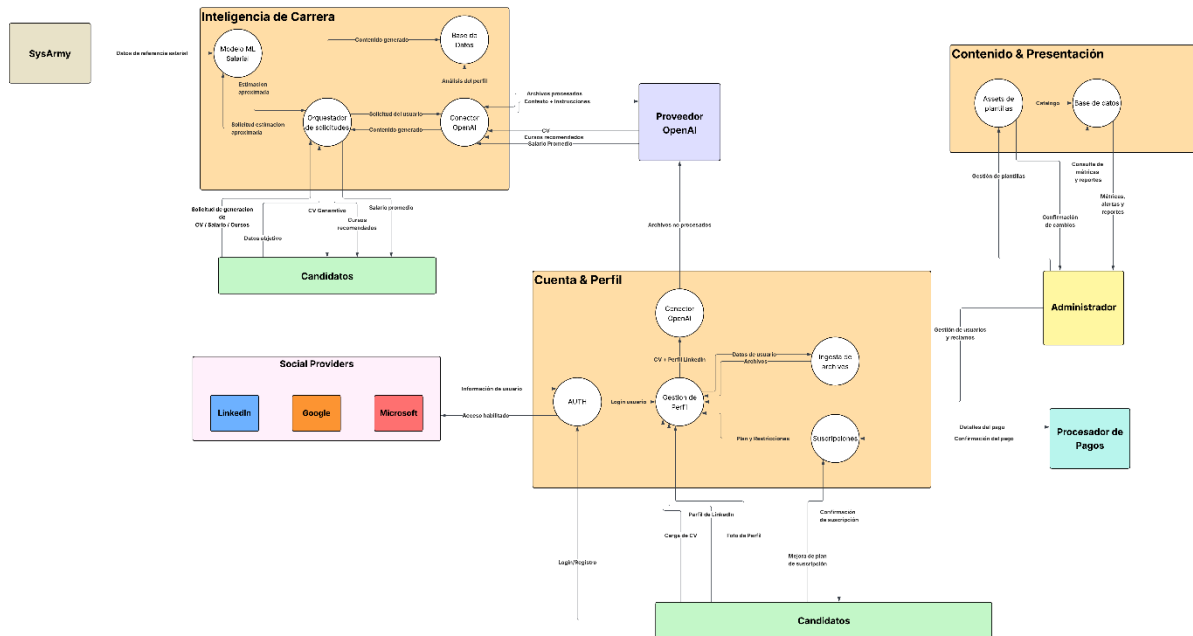 Inteligencia de Carrera
SysArmy
Datos de referencia salarial
Modelo ML
Salarial
Contenido generado
Base de
Datos
Análisis del perfil
Estimacion
aproximada
Solicitud estimacion
aproximada
Orquestador
de solicitudes
Solicitud del usuario
Contenido generado
Conector
OpenAI
Archivos procesados
Contexto + Instrucciones
CV
Cursos recomendados
Salario Promedio
Proveedor
OpenAI
Contenido & Presentación
Assets de
plantillas
Catalogo
Base de datos
Gestión de plantillas
Consulta de
métricas
y reportes
Métricas,
alertas y
reportes
Confirmación
de cambios
Solicitud de generacion
de
CV / Salario / Cursos
Datos objetivo
CV Generativo
Cursos
recomendados
Salario promedio
Candidatos
Archivos no procesados
Cuenta & Perfil
Conector
OpenAI
CV + Perfil LinkedIn
Datos de usuario
Archivos
Ingesta de
archivos
Administrador
Gestión de usuarios
y reclamos
Social Providers
LinkedIn
Google
Microsoft
Información de usuario
Acceso habilitado
AUTH
Login usuario
Gestion de
Perfil
Plan y Restricciones
Suscripciones
Detalles del pago
Confirmación del pago
Procesador de
Pagos
Perfil de LinkedIn
Carga de CV
Foto de Perfil
Confirmación
de suscripción
Login/Registro
Mejora de plan
de suscripción
Candidatos